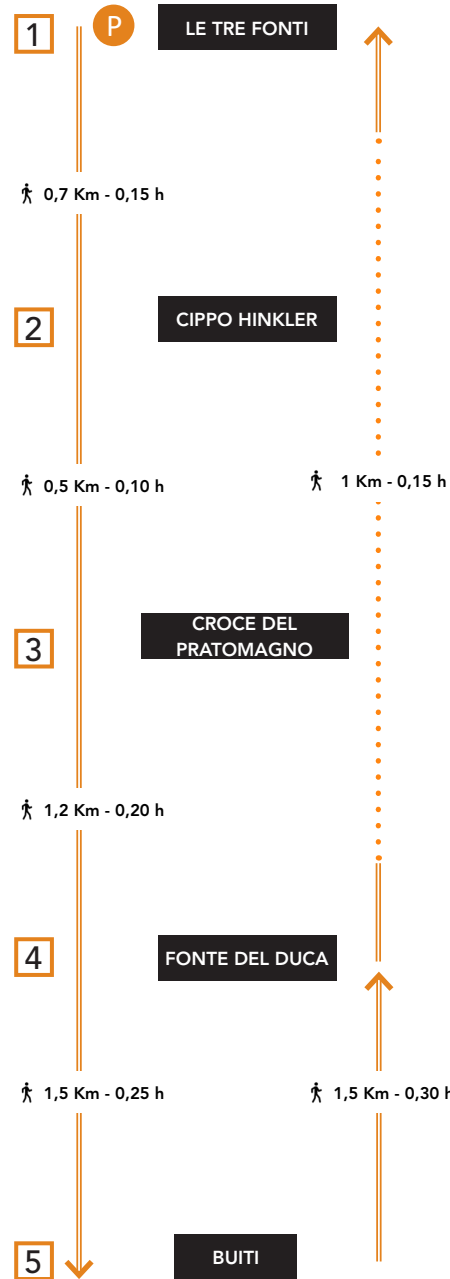 1
P
LE TRE FONTI
0,7 Km - 0,15 h
2
CIPPO HINKLER
0,5 Km - 0,10 h
1 Km - 0,15 h
3
CROCE DEL
PRATOMAGNO
1,2 Km - 0,20 h
4
FONTE DEL DUCA
1,5 Km - 0,25 h
1,5 Km - 0,30 h
5
BUITI